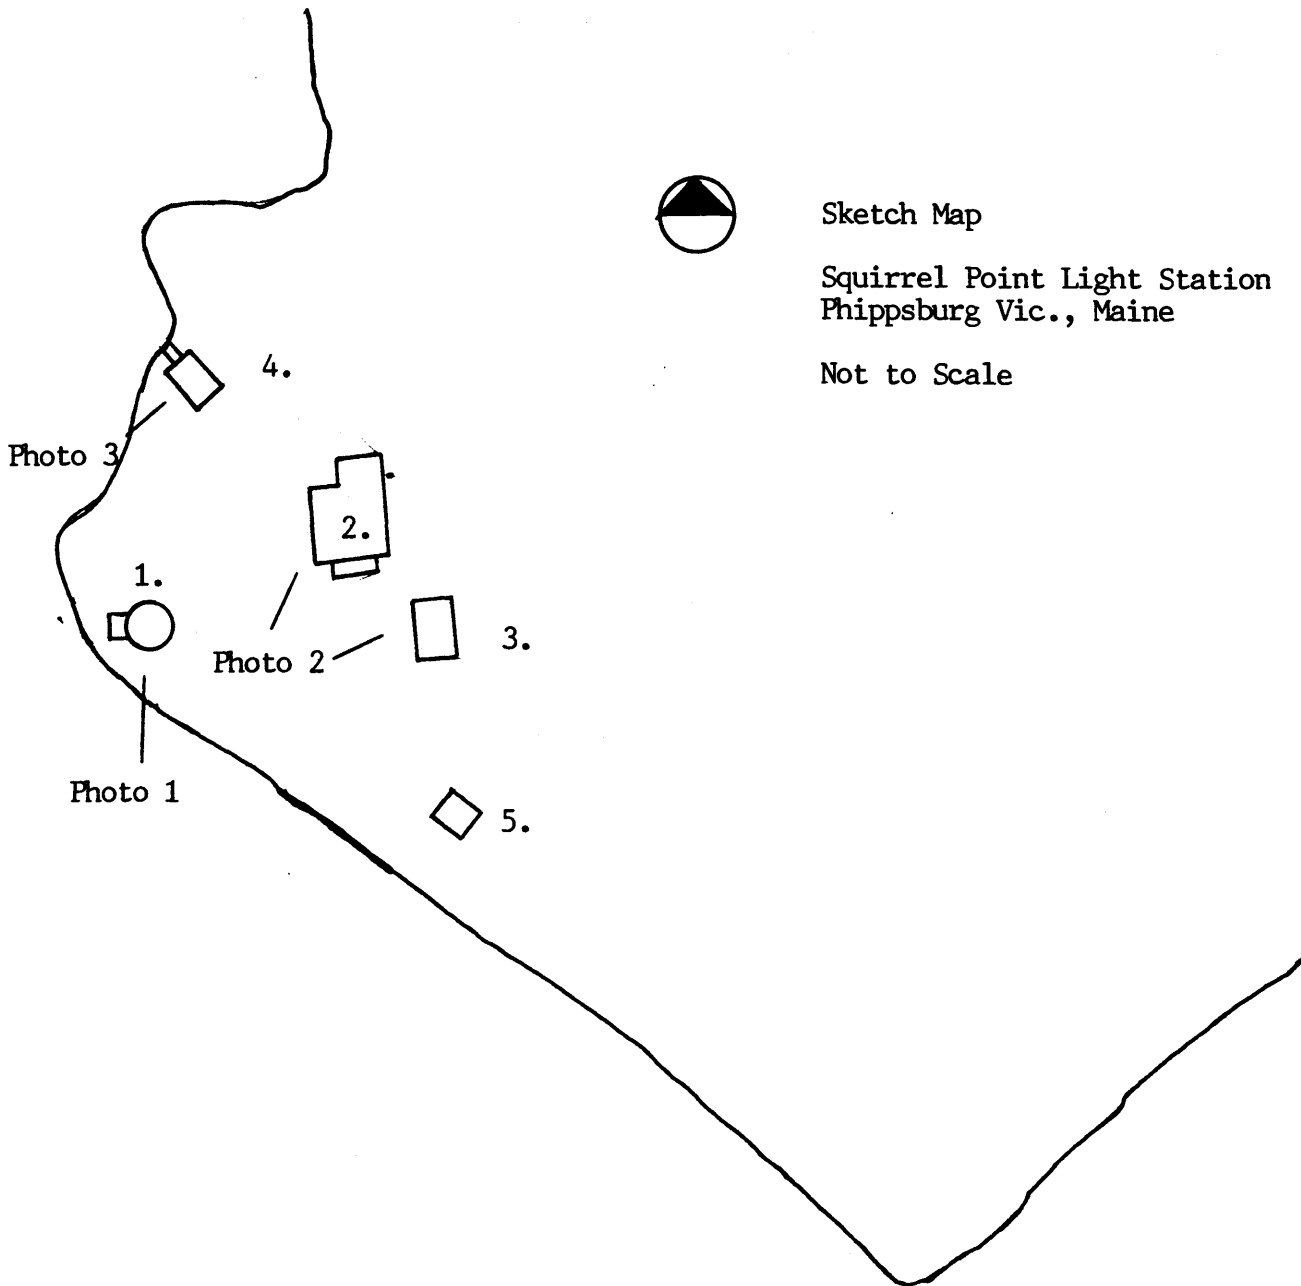 Sketch Map
Squirrel Point Light Station
Phippsburg Vic., Maine
Not to Scale
4.
Photo 3
2.
1.
3.
Photo 2
Photo 1
5.